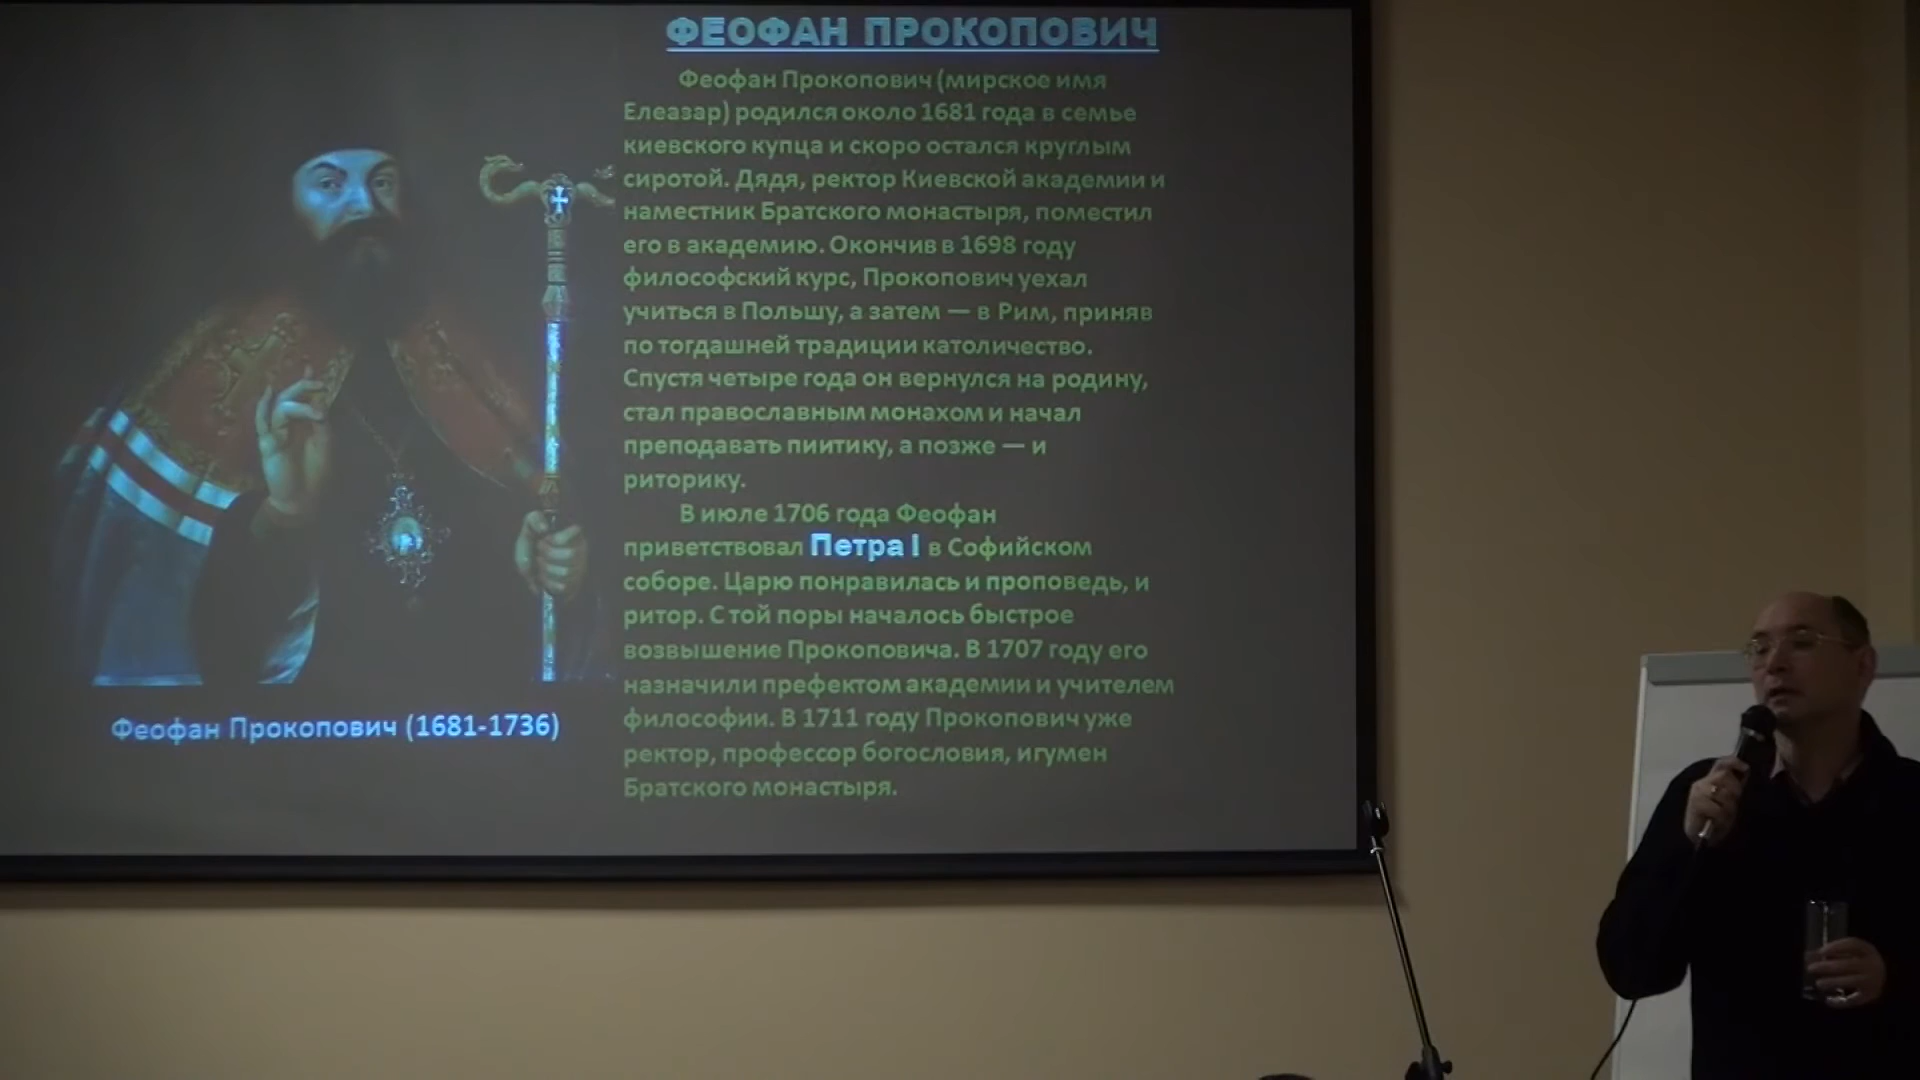 ФЕОФАН ПРОКОПОВИЧ
Феофан Прокопович (мирское имя
Елеазар) родился около 1681 года в семье
киевского купца и скоро остался круглым
сиротой. Дядя, ректор Киевской академии и
наместник Братского монастыря, поместил
его в академию. Окончив в 1698 году
философский курс, Прокопович уехал
учиться в Польшу, а затем — в Рим, приняв
по тогдашней традиции католичество.
Спустя четыре года он вернулся на родину,
стал православным монахом и начал
преподавать пиитику, а позже — и
риторику.
В июле 1706 года Феофан
приветствовал Петра I в Софийском
соборе. Царю понравилась и проповедь, и
ритор. С той поры началось быстрое
возвышение Прокоповича. В 1707 году его
назначили префектом академии и учителем
философии. В 1711 году Прокопович уже
ректор, профессор богословия, игумен
Братского монастыря.
Феофан Прокопович (1681-1736)